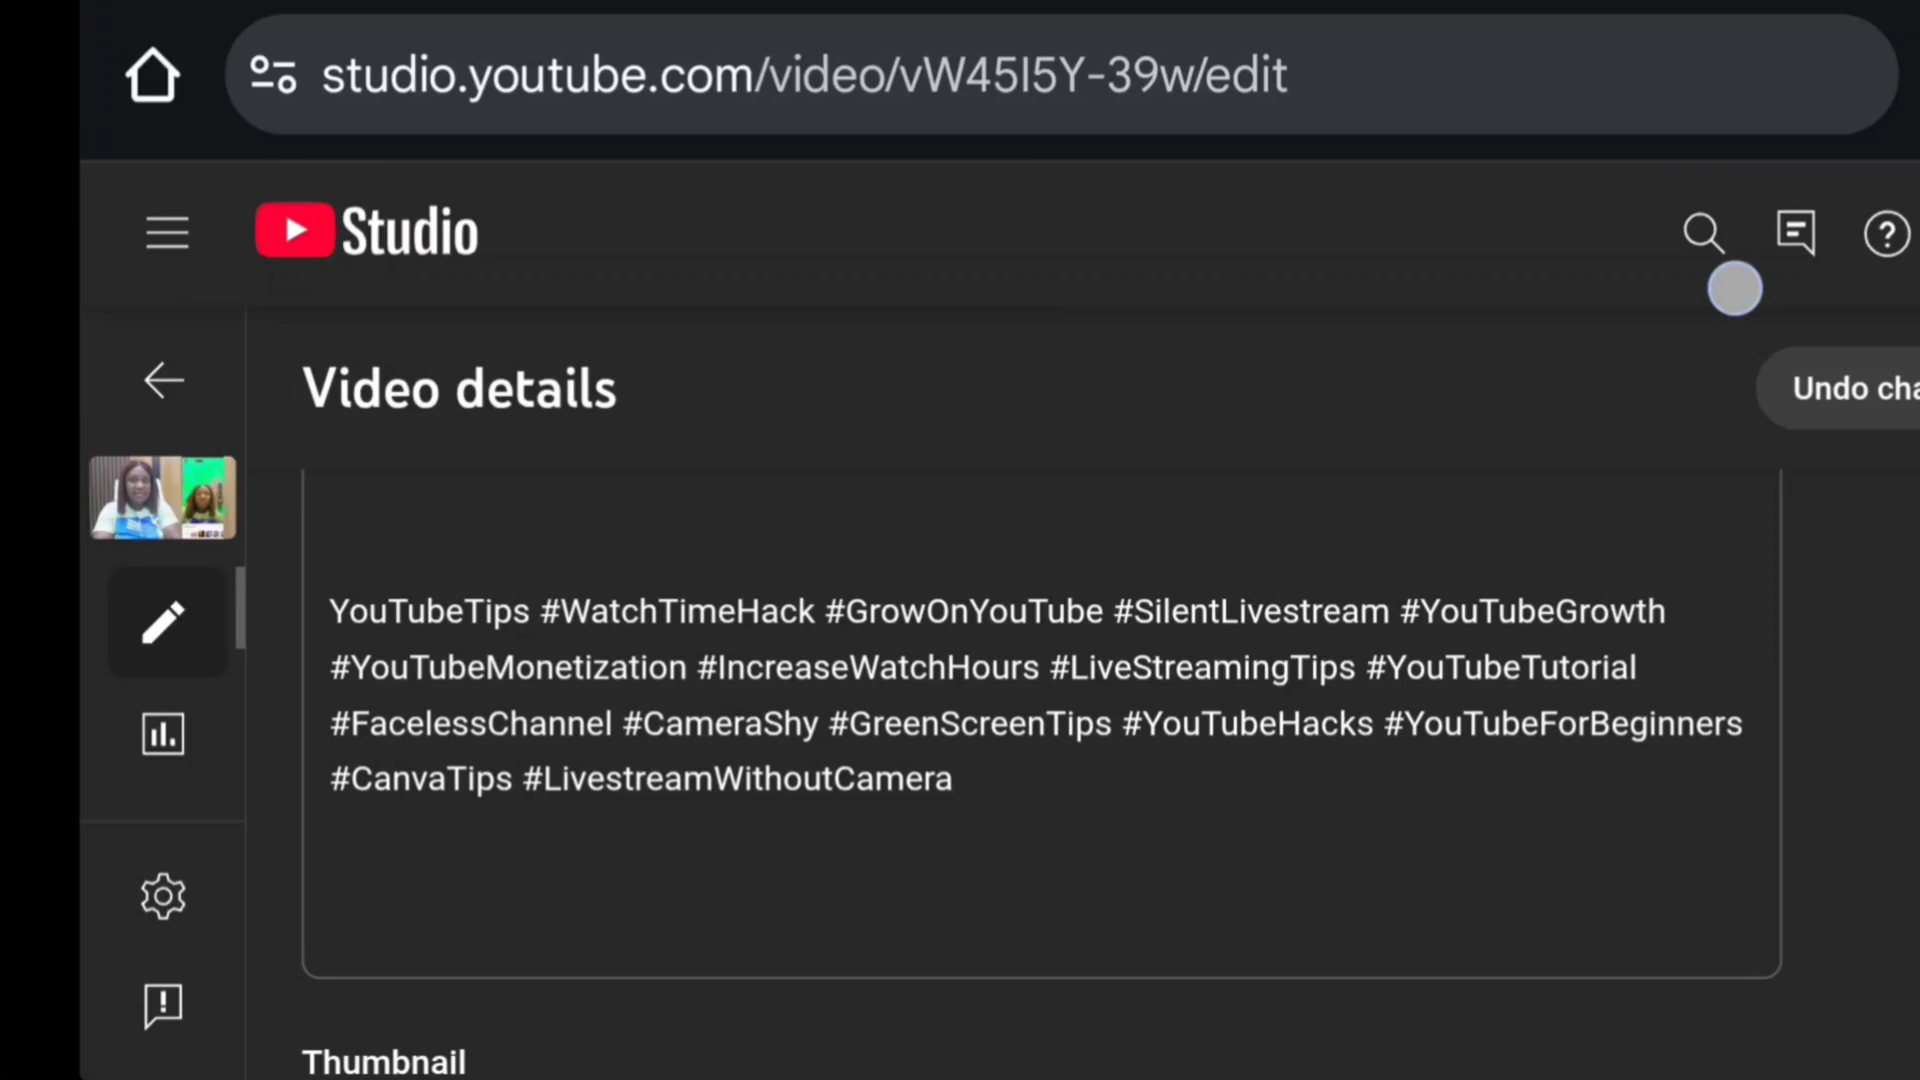 studio.youtube.com/video/vW45I5Y-39w/edit
Studio
Video details
Undo cha
YouTubeTips #WatchTimeHack #GrowOnYouTube #SilentLivestream #YouTubeGrowth
#YouTubeMonetization #IncreaseWatchHours #LiveStreamingTips #YouTubeTutorial
#FacelessChannel #CameraShy #GreenScreenTips #YouTubeHacks #YouTubeForBeginners
#CanvaTips #LivestreamWithoutCamera
Thumbnail